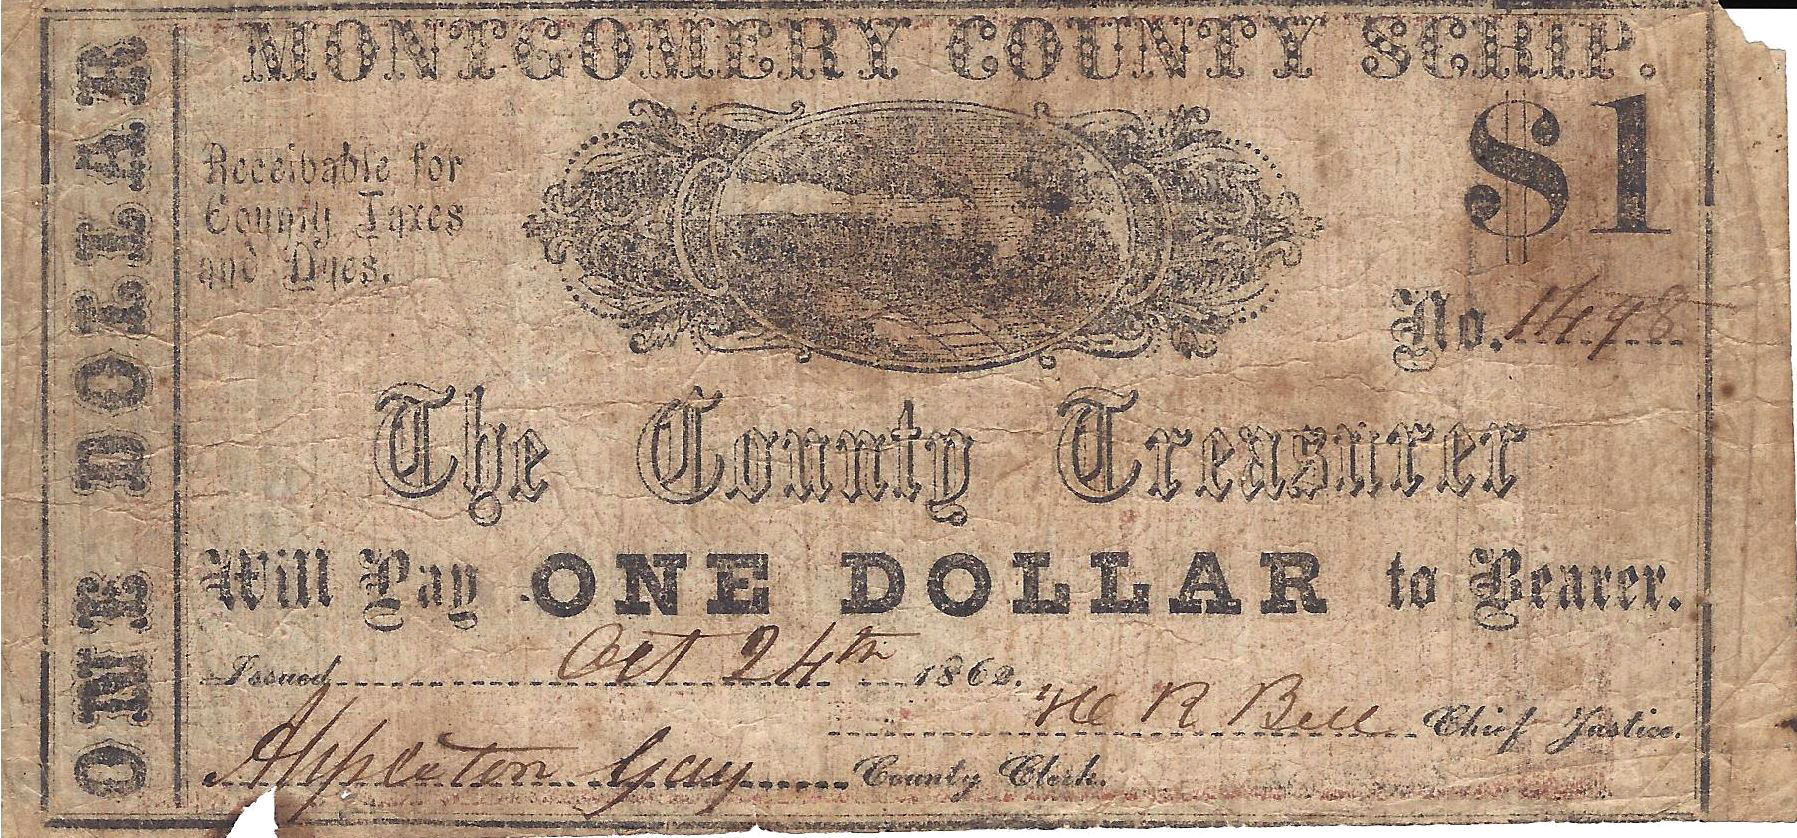 MONTGOMERY COUNTY SCRIP.
ONE DOLLAR
Receivable for
County Taxes
and Dues.
$1
No. 1498
The County Treasurer
Will Pay ONE DOLLAR to Bearer.
Issued Oct 24th 1862.
R Bell Chief Justice.
Appleton Gay County Clerk.